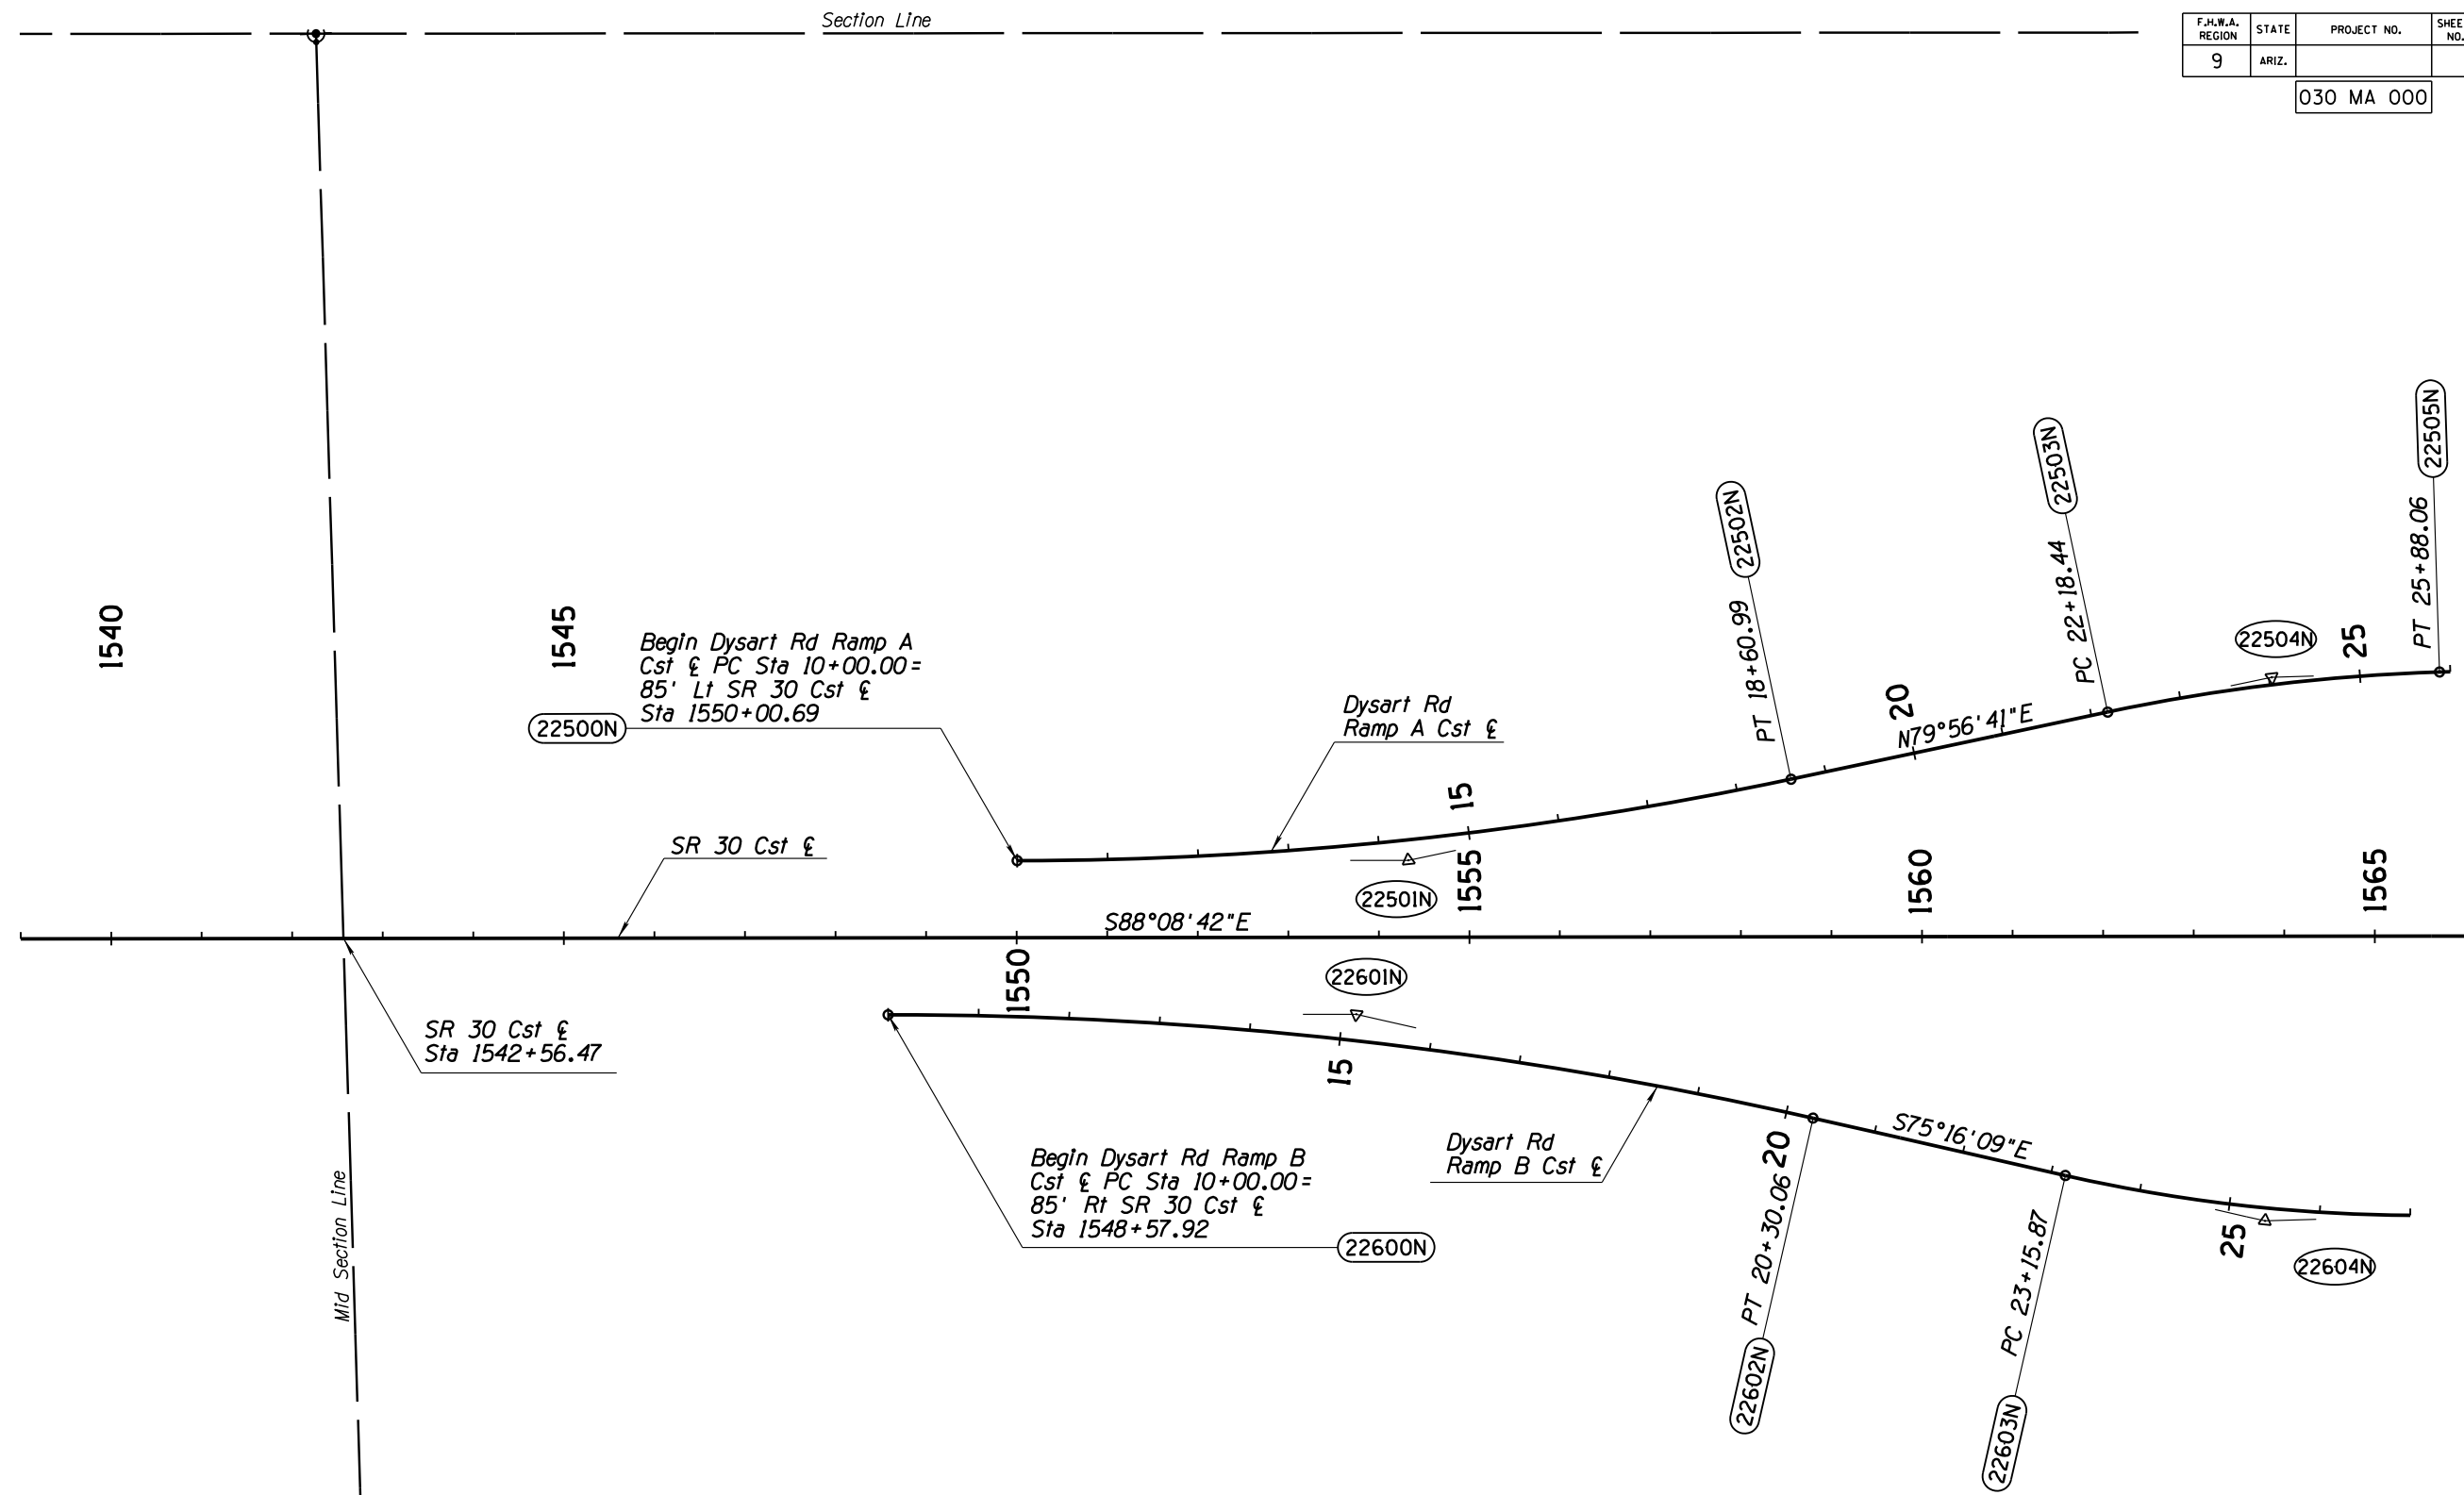 Section Line
F.H.W.A. REGION
STATE
PROJECT NO.
9
ARIZ.
030 MA 000
22505N
22503N
22502N
PT 25+88.06
PC 22+18.44
PT 18+60.99
1540
1545
Begin Dysart Rd Ramp A
Cst ℄ PC Sta 10+00.00=
85' Lt SR 30 Cst ℄
Sta 1550+00.69
22500N
Dysart Rd
Ramp A Cst ℄
22504N
25
20
N79°56'41"E
15
SR 30 Cst ℄
22501N
1555
1560
1565
S88°08'42"E
1550
22601N
SR 30 Cst ℄
Sta 1542+56.47
15
Begin Dysart Rd Ramp B
Cst ℄ PC Sta 10+00.00=
85' Rt SR 30 Cst ℄
Sta 1548+57.92
22600N
Dysart Rd
Ramp B Cst ℄
20
S75°16'09"E
PT 20+30.06
PC 23+15.87
25
22604N
Mid Section Line
22602N
22603N